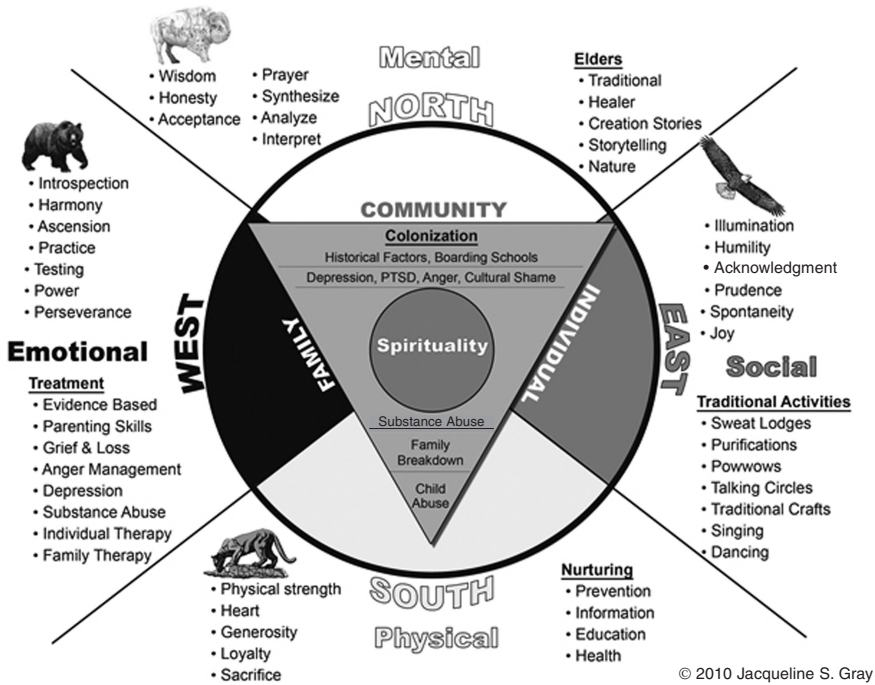 Mental
NORTH
• Wisdom
• Honesty
• Acceptance
• Prayer
• Synthesize
• Analyze
• Interpret
Elders
• Traditional
• Healer
• Creation Stories
• Storytelling
• Nature
• Introspection
• Harmony
• Ascension
• Practice
• Testing
• Power
• Perseverance
WEST
Emotional
Treatment
• Evidence Based
• Parenting Skills
• Grief & Loss
• Anger Management
• Depression
• Substance Abuse
• Individual Therapy
• Family Therapy
COMMUNITY
Colonization
Historical Factors, Boarding Schools
Depression, PTSD, Anger, Cultural Shame
FAMILY
Spirituality
INDIVIDUAL
Substance Abuse
Family
Breakdown
Child
Abuse
• Illumination
• Humility
• Acknowledgment
• Prudence
• Spontaneity
• Joy
EAST
Social
Traditional Activities
• Sweat Lodges
• Purifications
• Powwows
• Talking Circles
• Traditional Crafts
• Singing
• Dancing
• Physical strength
• Heart
• Generosity
• Loyalty
• Sacrifice
SOUTH
Physical
Nurturing
• Prevention
• Information
• Education
• Health
© 2010 Jacqueline S. Gray